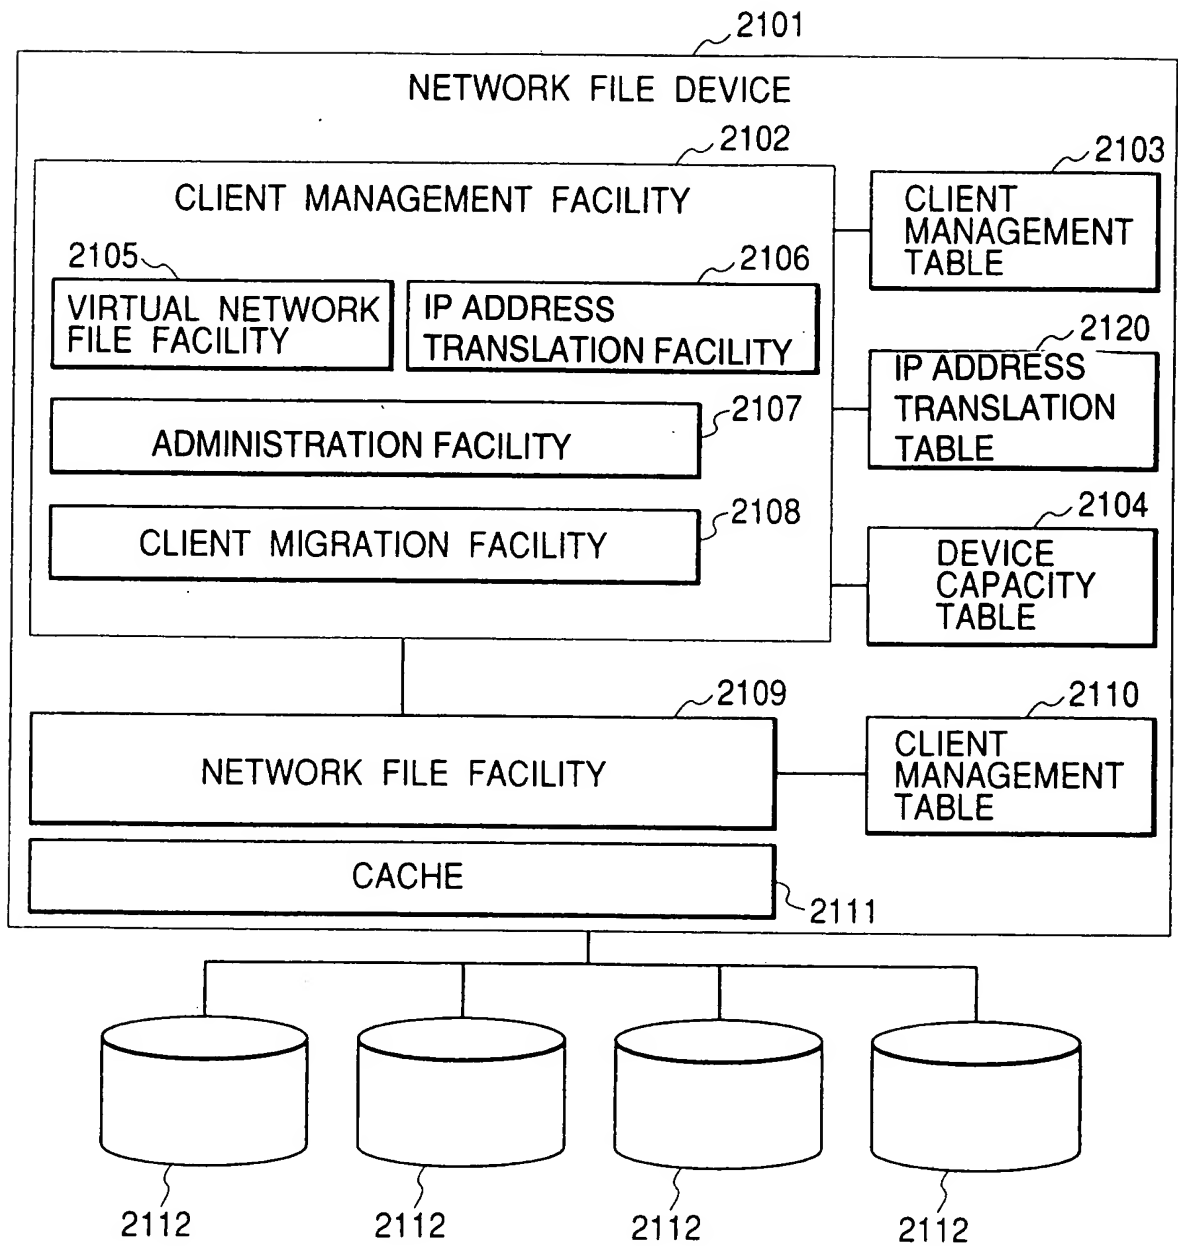 2101
NETWORK FILE DEVICE
2102
CLIENT MANAGEMENT FACILITY
2103
CLIENT
MANAGEMENT
TABLE
2105
VIRTUAL NETWORK
FILE FACILITY
2106
IP ADDRESS
TRANSLATION FACILITY
2120
IP ADDRESS
TRANSLATION
TABLE
2107
ADMINISTRATION FACILITY
2108
CLIENT MIGRATION FACILITY
2104
DEVICE
CAPACITY
TABLE
2109
NETWORK FILE FACILITY
2110
CLIENT
MANAGEMENT
TABLE
CACHE
2111
2112
2112
2112
2112